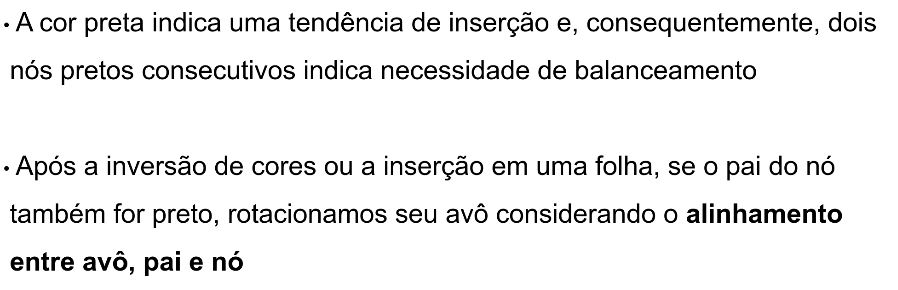 • A cor preta indica uma tendência de inserção e, consequentemente, dois
nós pretos consecutivos indica necessidade de balanceamento
• Após a inversão de cores ou a inserção em uma folha, se o pai do nó
também for preto, rotacionamos seu avô considerando o alinhamento
entre avô, pai e nó